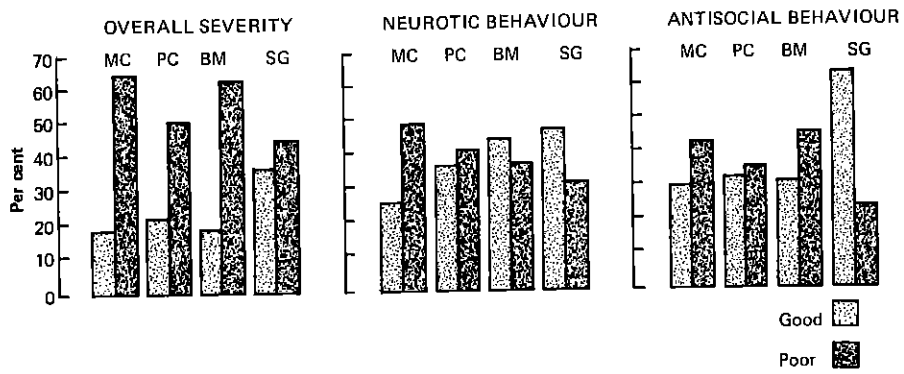 OVERALL SEVERITY
MC PC BM SG
70
60
50
40
30
20
10
0
Per cent
NEUROTIC BEHAVIOUR
MC PC BM SG
ANTISOCIAL BEHAVIOUR
MC PC BM SG
Good
Poor